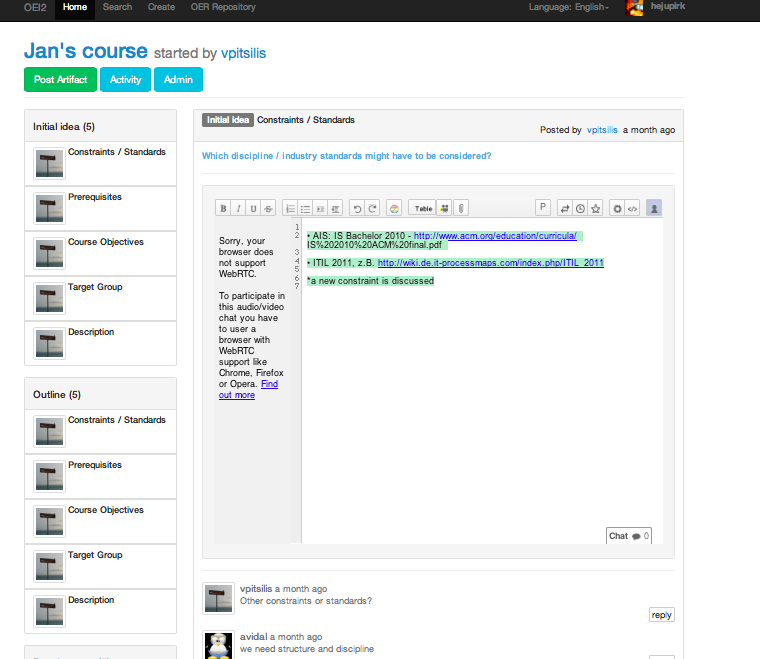 OEI2 Home Search Create OER Repository Language: English hejupirk
Jan's course started by vpitsilis
Post Artifact Activity Admin
Initial idea (5)
Constraints / Standards
Prerequisites
Course Objectives
Target Group
Description
Outline (5)
Constraints / Standards
Prerequisites
Course Objectives
Target Group
Description
Initial idea Constraints / Standards
Posted by vpitsilis a month ago
Which discipline / industry standards might have to be considered?
B I U S Table P
Sorry, your
browser does
not support
WebRTC.
To participate in
this audio/video
chat you have
to user a
browser with
WebRTC
support like
Chrome, Firefox
or Opera. Find
out more
1
2
3
4
5
6
7
• AIS: IS Bachelor 2010 - http://www.acm.org/education/curricula/
IS%202010%20ACM%20final.pdf
• ITIL 2011, z.B. http://wiki.de.it-processmaps.com/index.php/ITIL_2011
*a new constraint is discussed
Chat 0
vpitsilis a month ago
Other constraints or standards?
reply
avidal a month ago
we need structure and discipline